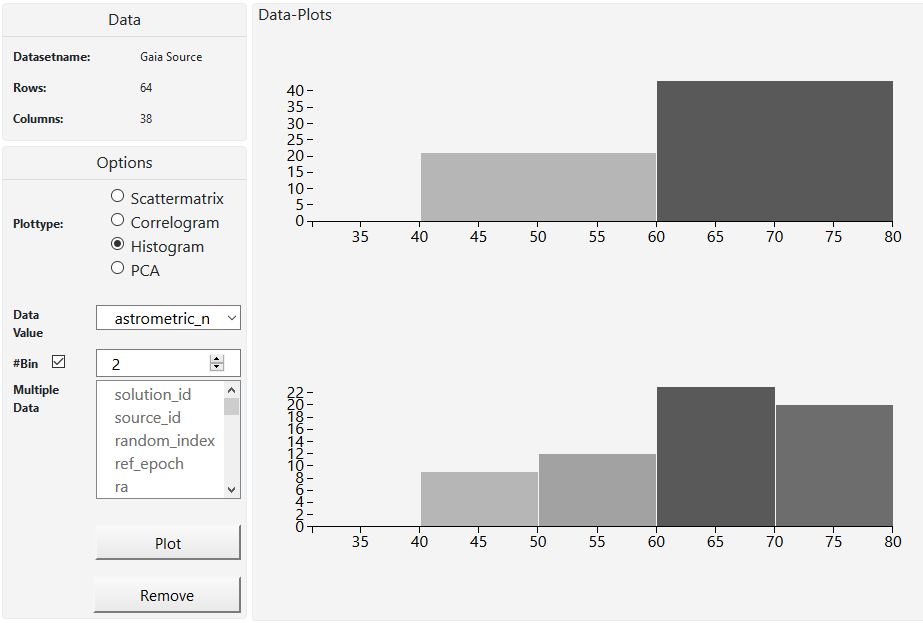 Data
Datasetname: Gaia Source
Rows: 64
Columns: 38
Options
Plottype:
Scattermatrix
Correlogram
Histogram
PCA
Data Value
astrometric_n
#Bin
2
Multiple Data
solution_id
source_id
random_index
ref_epoch
ra
Plot
Remove
Data-Plots
40
35
30
25
20
15
10
5
0
35 40 45 50 55 60 65 70 75 80
22
20
18
16
14
12
10
8
6
4
2
0
35 40 45 50 55 60 65 70 75 80